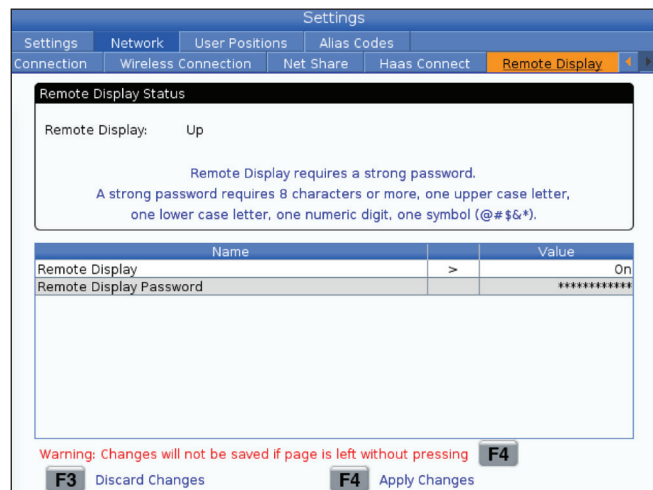 Settings
Settings Network User Positions Alias Codes
Connection Wireless Connection Net Share Haas Connect Remote Display
Remote Display Status
Remote Display: Up
Remote Display requires a strong password.
A strong password requires 8 characters or more, one upper case letter,
one lower case letter, one numeric digit, one symbol (@#$&*).
Name Value
Remote Display > On
Remote Display Password ************
Warning: Changes will not be saved if page is left without pressing F4
F3 Discard Changes F4 Apply Changes